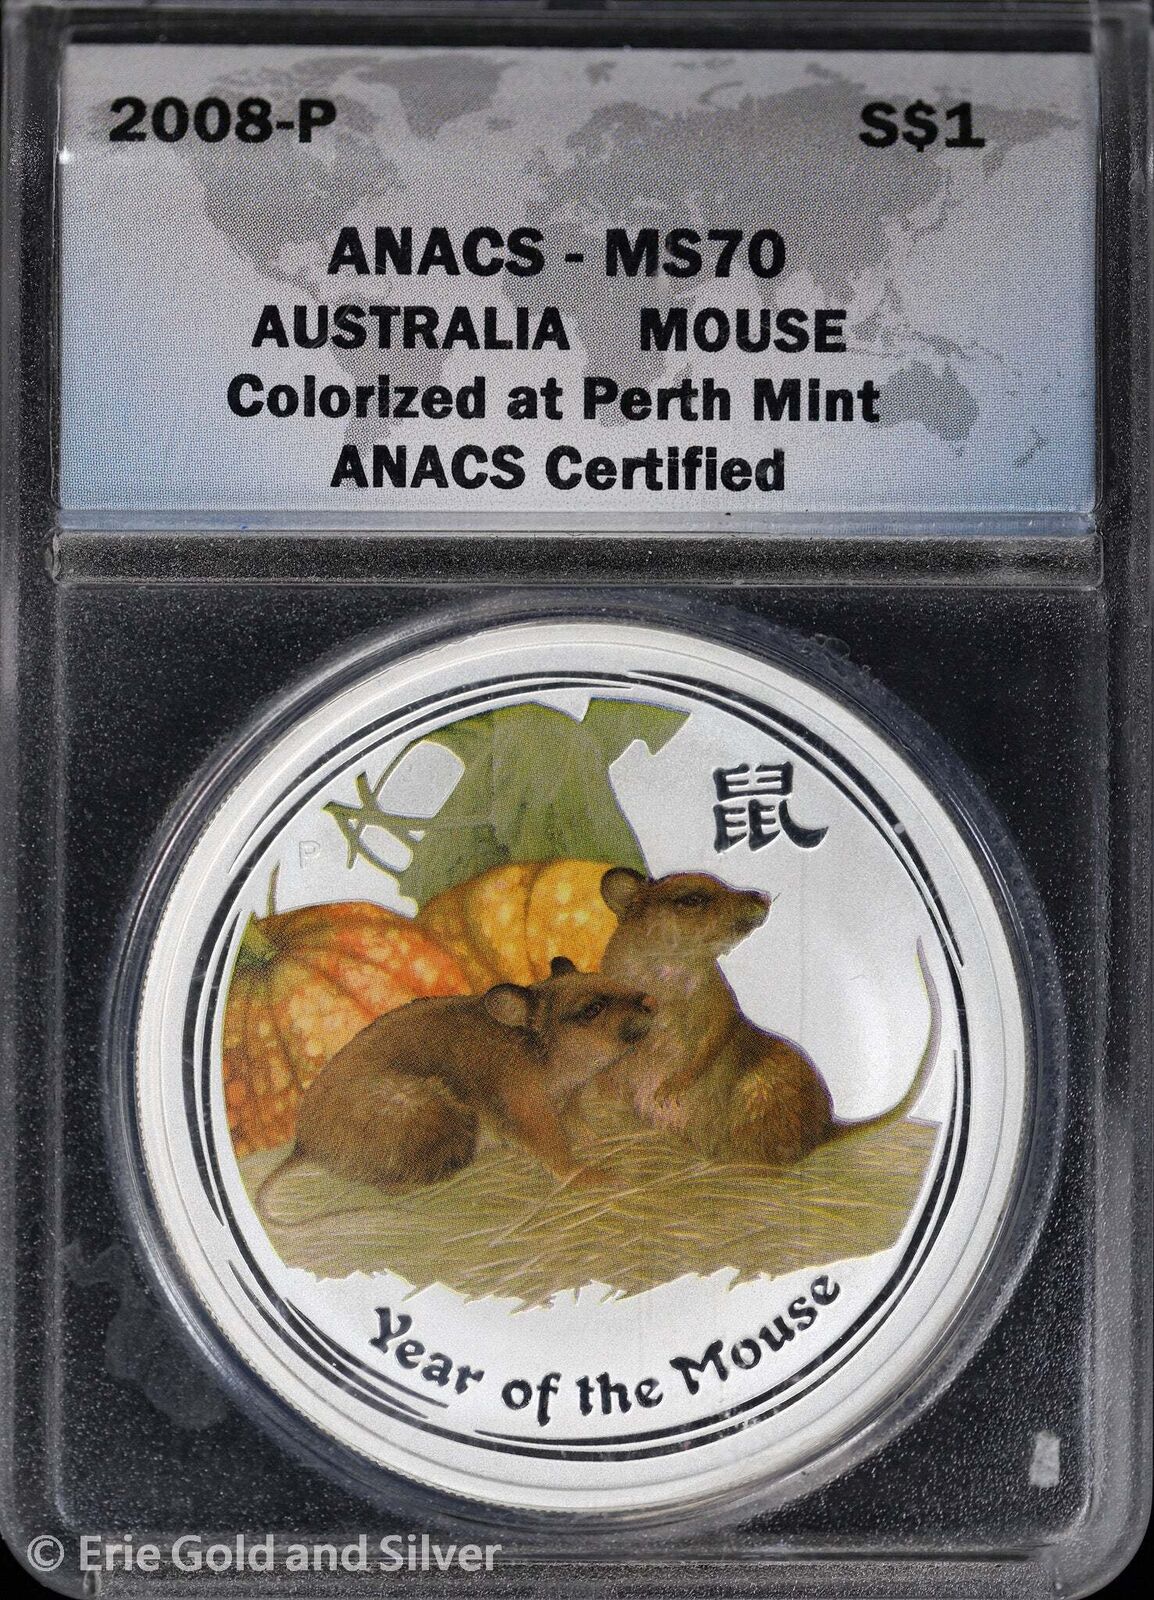 2008-P S$1
ANACS - MS70
AUSTRALIA MOUSE
Colorized at Perth Mint
ANACS Certified
鼠
P
Year of the Mouse
© Erie Gold and Silver